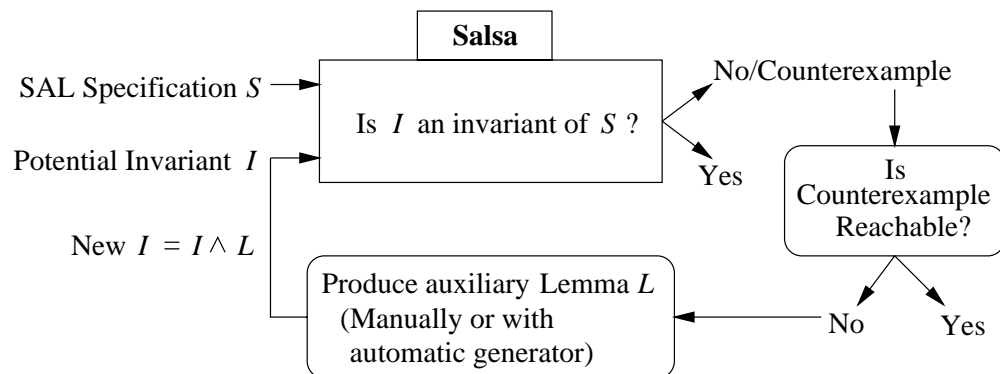 Salsa
SAL Specification S
Is I an invariant of S ?
No/Counterexample
Potential Invariant I
Yes
Is
Counterexample
Reachable?
New I = I ∧ L
Produce auxiliary Lemma L
(Manually or with
automatic generator)
No
Yes